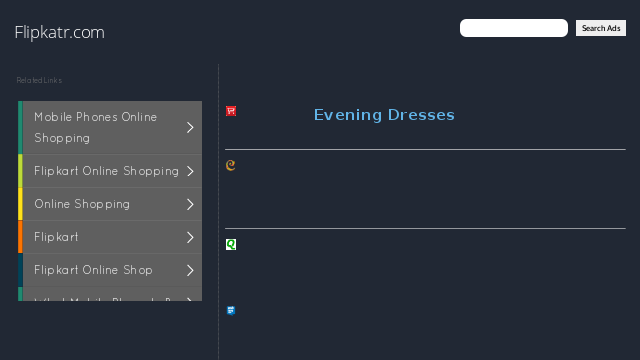 Flipkatr.com
Search Ads
Related Links
Mobile Phones Online
Shopping
Flipkart Online Shopping
Online Shopping
Flipkart
Flipkart Online Shop
Evening Dresses